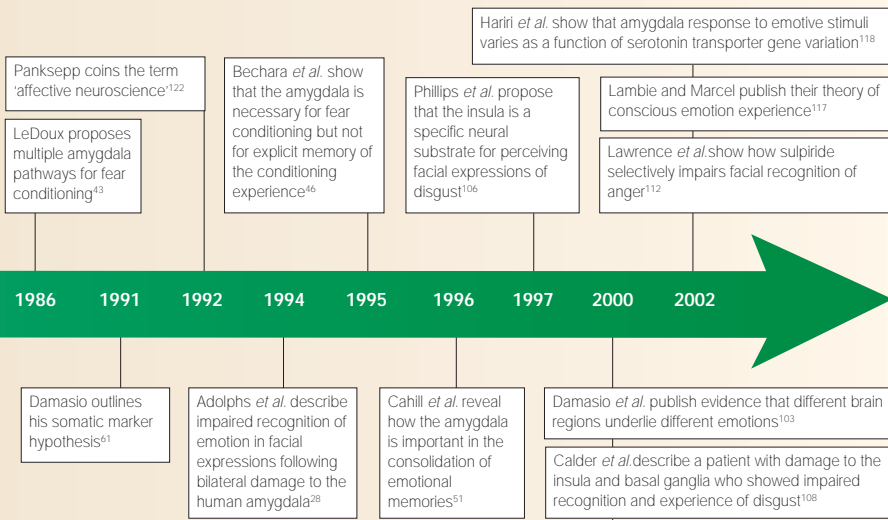 Hariri et al. show that amygdala response to emotive stimuli
varies as a function of serotonin transporter gene variation118
Panksepp coins the term
'affective neuroscience'122
Bechara et al. show
that the amygdala is
necessary for fear
conditioning but not
for explicit memory of
the conditioning
experience46
Phillips et al. propose
that the insula is a
specific neural
substrate for perceiving
facial expressions of
disgust106
Lambie and Marcel publish their theory of
conscious emotion experience117
LeDoux proposes
multiple amygdala
pathways for fear
conditioning43
Lawrence et al.show how sulpiride
selectively impairs facial recognition of
anger112
1986 1991 1992 1994 1995 1996 1997 2000 2002
Damasio outlines
his somatic marker
hypothesis61
Adolphs et al. describe
impaired recognition of
emotion in facial
expressions following
bilateral damage to the
human amygdala28
Cahill et al. reveal
how the amygdala
is important in the
consolidation of
emotional
memories51
Damasio et al. publish evidence that different brain
regions underlie different emotions103
Calder et al.describe a patient with damage to the
insula and basal ganglia who showed impaired
recognition and experience of disgust108